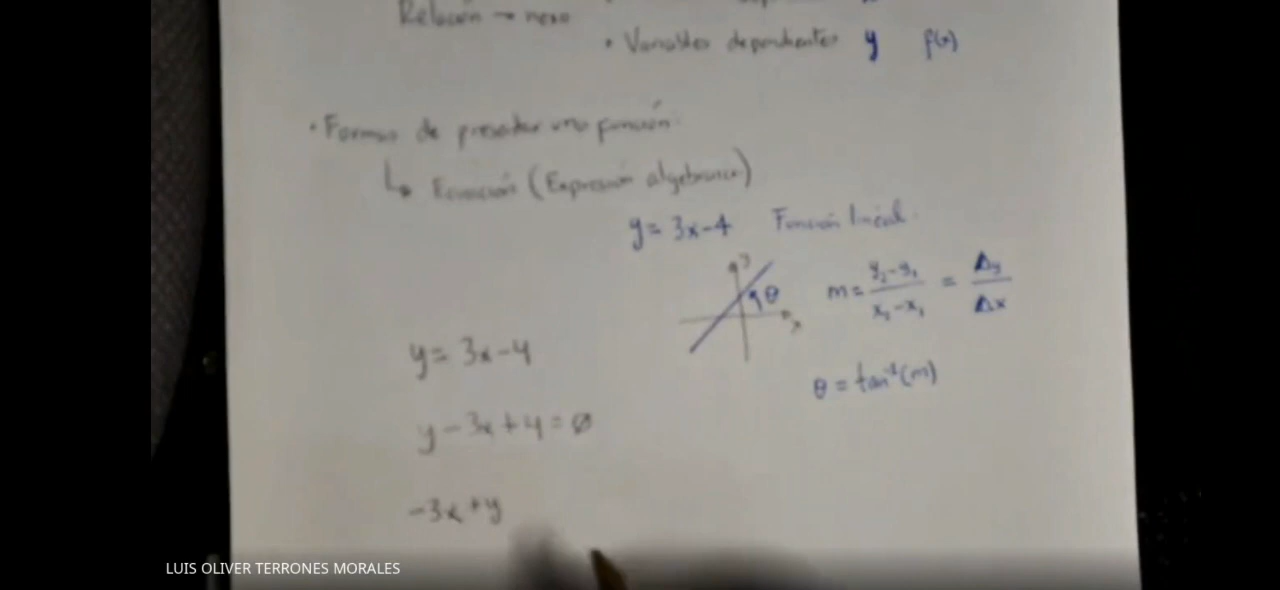 Relación → nexo
• Variables dependientes y f(x)
• Formas de presentar una función:
↳ Ecuación (Expresión algebraica)
y = 3x-4 Función lineal.
y
θ
x
m = y₂-y₁ / x₂-x₁ = Δy / Δx
θ = tan⁻¹(m)
y = 3x-4
y - 3x + 4 = 0
-3x + y
LUIS OLIVER TERRONES MORALES